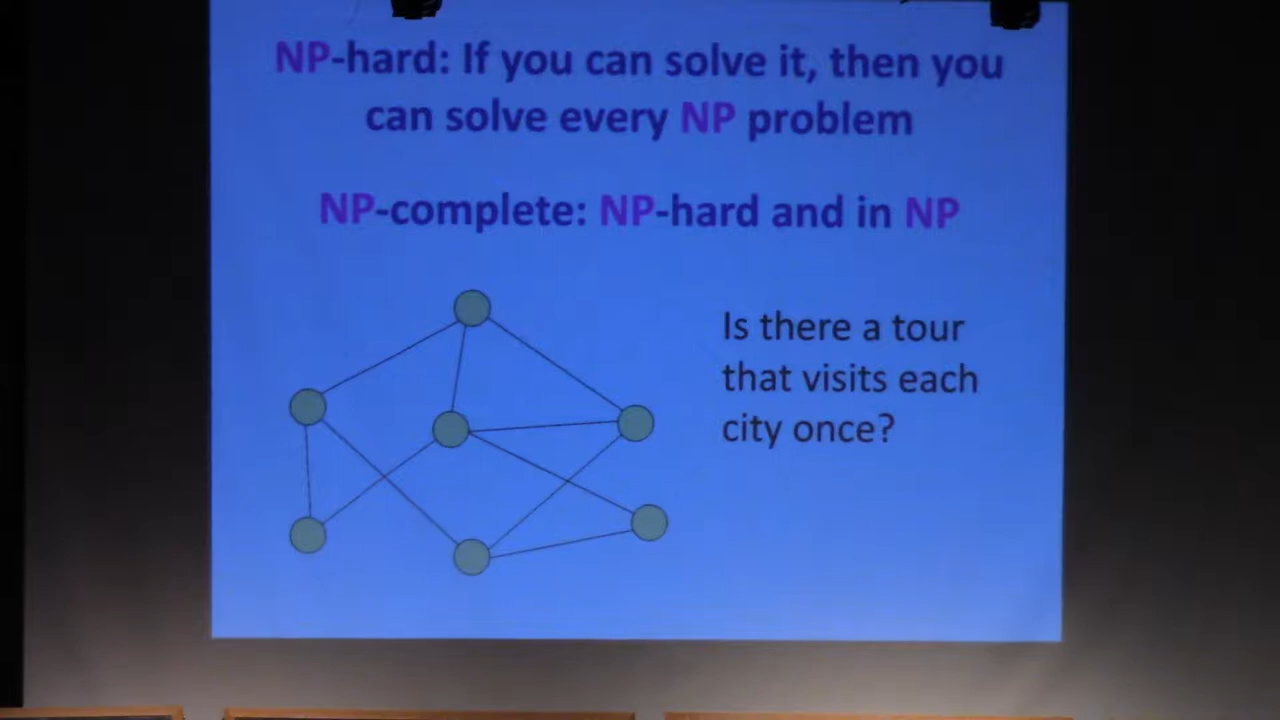 NP-hard: If you can solve it, then you
can solve every NP problem
NP-complete: NP-hard and in NP
Is there a tour
that visits each
city once?